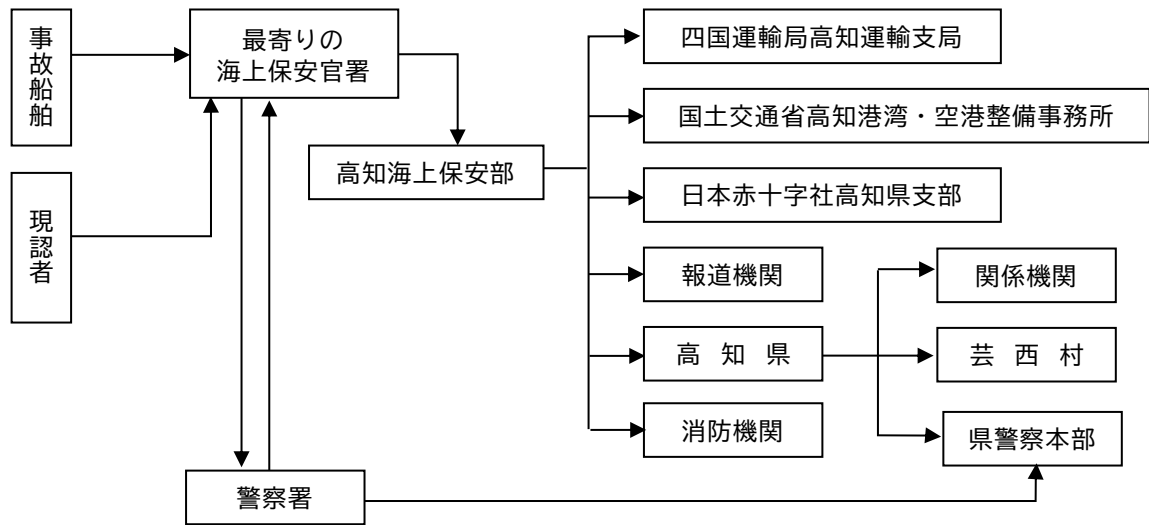 事故船舶
最寄りの
海上保安官署
四国運輸局高知運輸支局
国土交通省高知港湾・空港整備事務所
高知海上保安部
日本赤十字社高知県支部
現認者
報道機関
関係機関
高知県
芸西村
消防機関
県警察本部
警察署